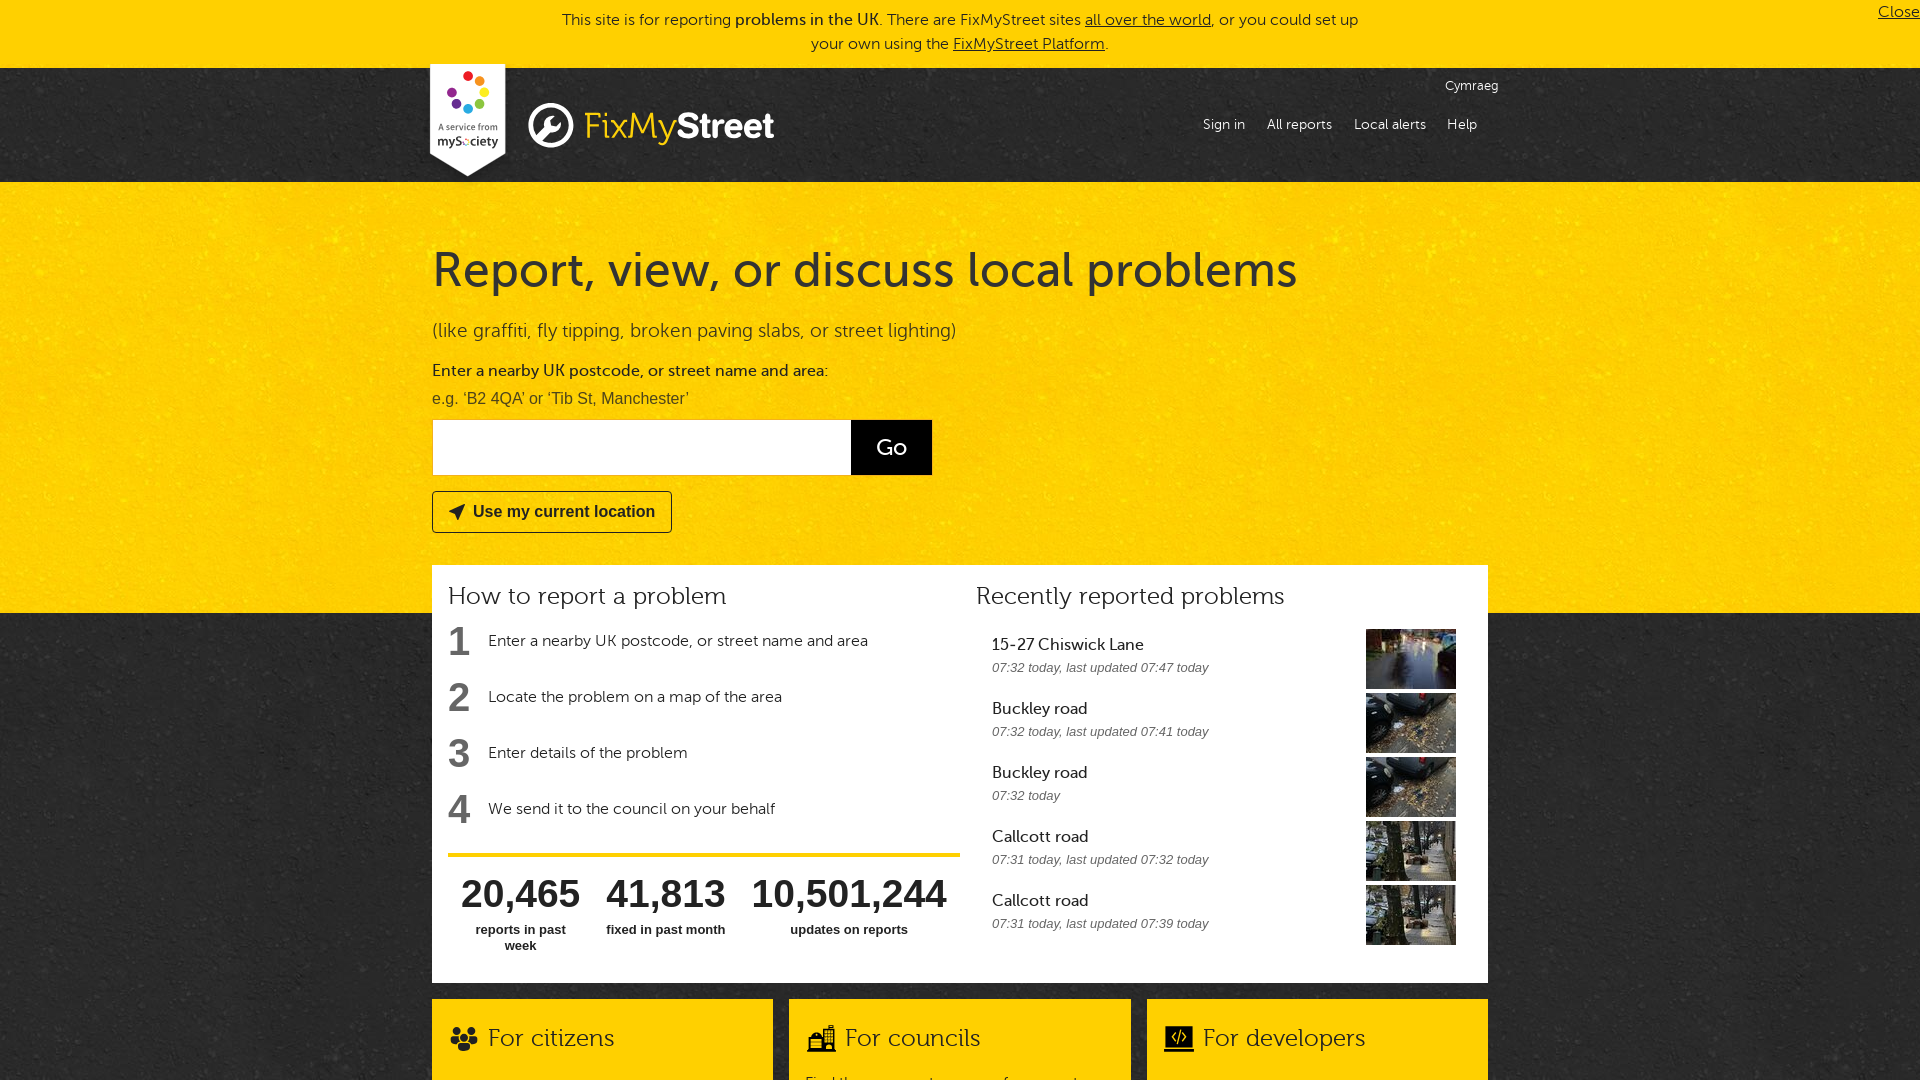 This site is for reporting problems in the UK. There are FixMyStreet sites all over the world, or you could set up
your own using the FixMyStreet Platform.
Close
Cymraeg
A service from
mySociety
FixMyStreet
Sign in
All reports
Local alerts
Help
Report, view, or discuss local problems
(like graffiti, fly tipping, broken paving slabs, or street lighting)
Enter a nearby UK postcode, or street name and area:
e.g. ‘B2 4QA’ or ‘Tib St, Manchester’
Go
Use my current location
How to report a problem
1 Enter a nearby UK postcode, or street name and area
2 Locate the problem on a map of the area
3 Enter details of the problem
4 We send it to the council on your behalf
20,465
reports in past
week
41,813
fixed in past month
10,501,244
updates on reports
Recently reported problems
15-27 Chiswick Lane
07:32 today, last updated 07:47 today
Buckley road
07:32 today, last updated 07:41 today
Buckley road
07:32 today
Callcott road
07:31 today, last updated 07:32 today
Callcott road
07:31 today, last updated 07:39 today
For citizens
For councils
For developers